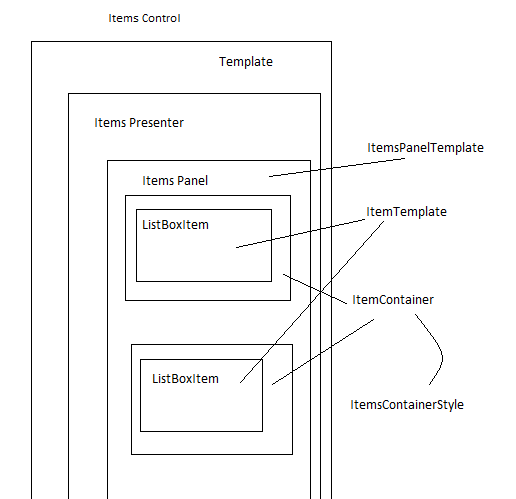 Items Control
Template
Items Presenter
ItemsPanelTemplate
Items Panel
ItemTemplate
ListBoxItem
ItemContainer
ListBoxItem
ItemsContainerStyle